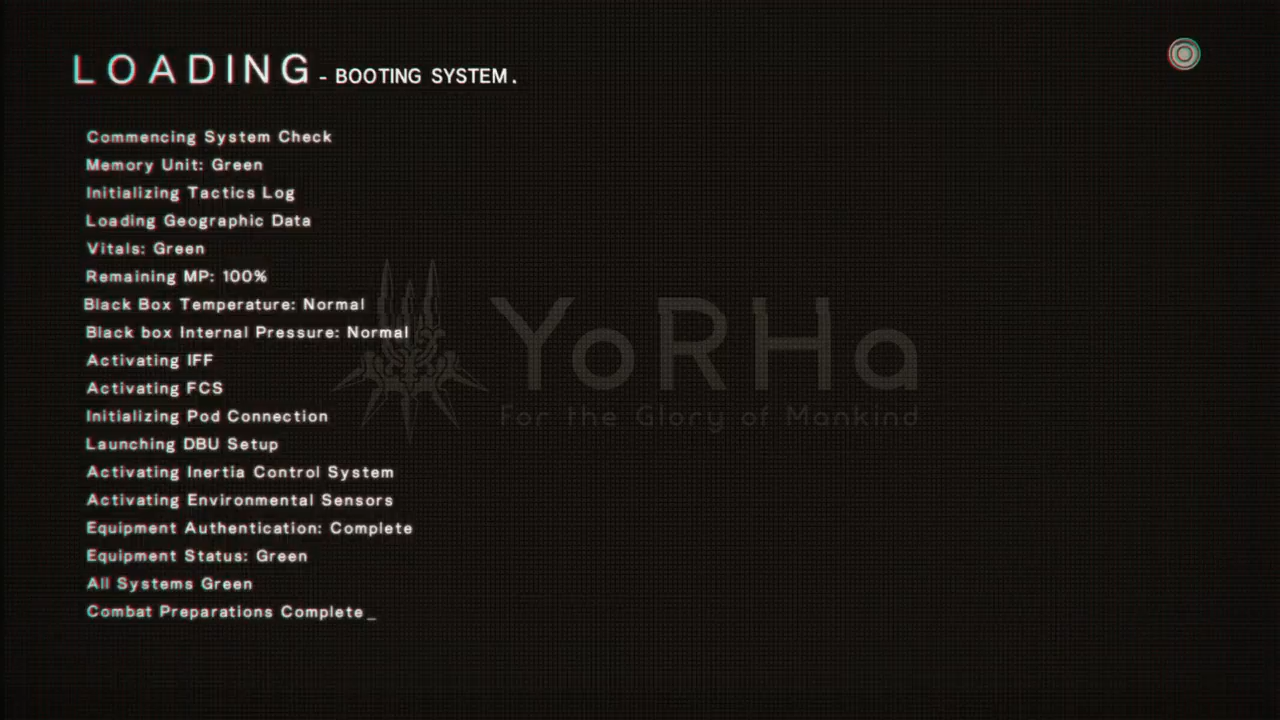 LOADING - BOOTING SYSTEM.
Commencing System Check
Memory Unit: Green
Initializing Tactics Log
Loading Geographic Data
Vitals: Green
Remaining MP: 100%
Black Box Temperature: Normal
Black box Internal Pressure: Normal
Activating IFF
Activating FCS
Initializing Pod Connection
Launching DBU Setup
Activating Inertia Control System
Activating Environmental Sensors
Equipment Authentication: Complete
Equipment Status: Green
All Systems Green
Combat Preparations Complete_
YoRHa
For the Glory of Mankind